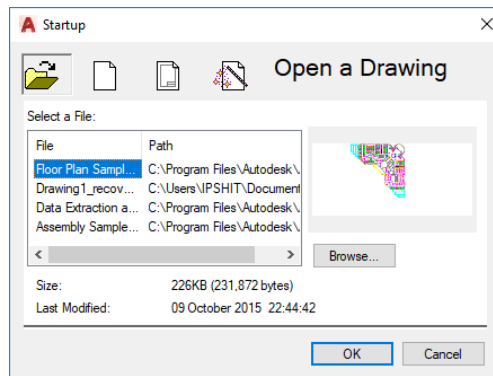 Startup
Open a Drawing
Select a File:
File Path
Floor Plan Sampl... C:\Program Files\Autodesk\.
Drawing1_recov... C:\Users\IPSHIT\Document
Data Extraction a... C:\Program Files\Autodesk\.
Assembly Sample... C:\Program Files\Autodesk\.
Browse...
Size: 226KB (231,872 bytes)
Last Modified: 09 October 2015 22:44:42
OK Cancel